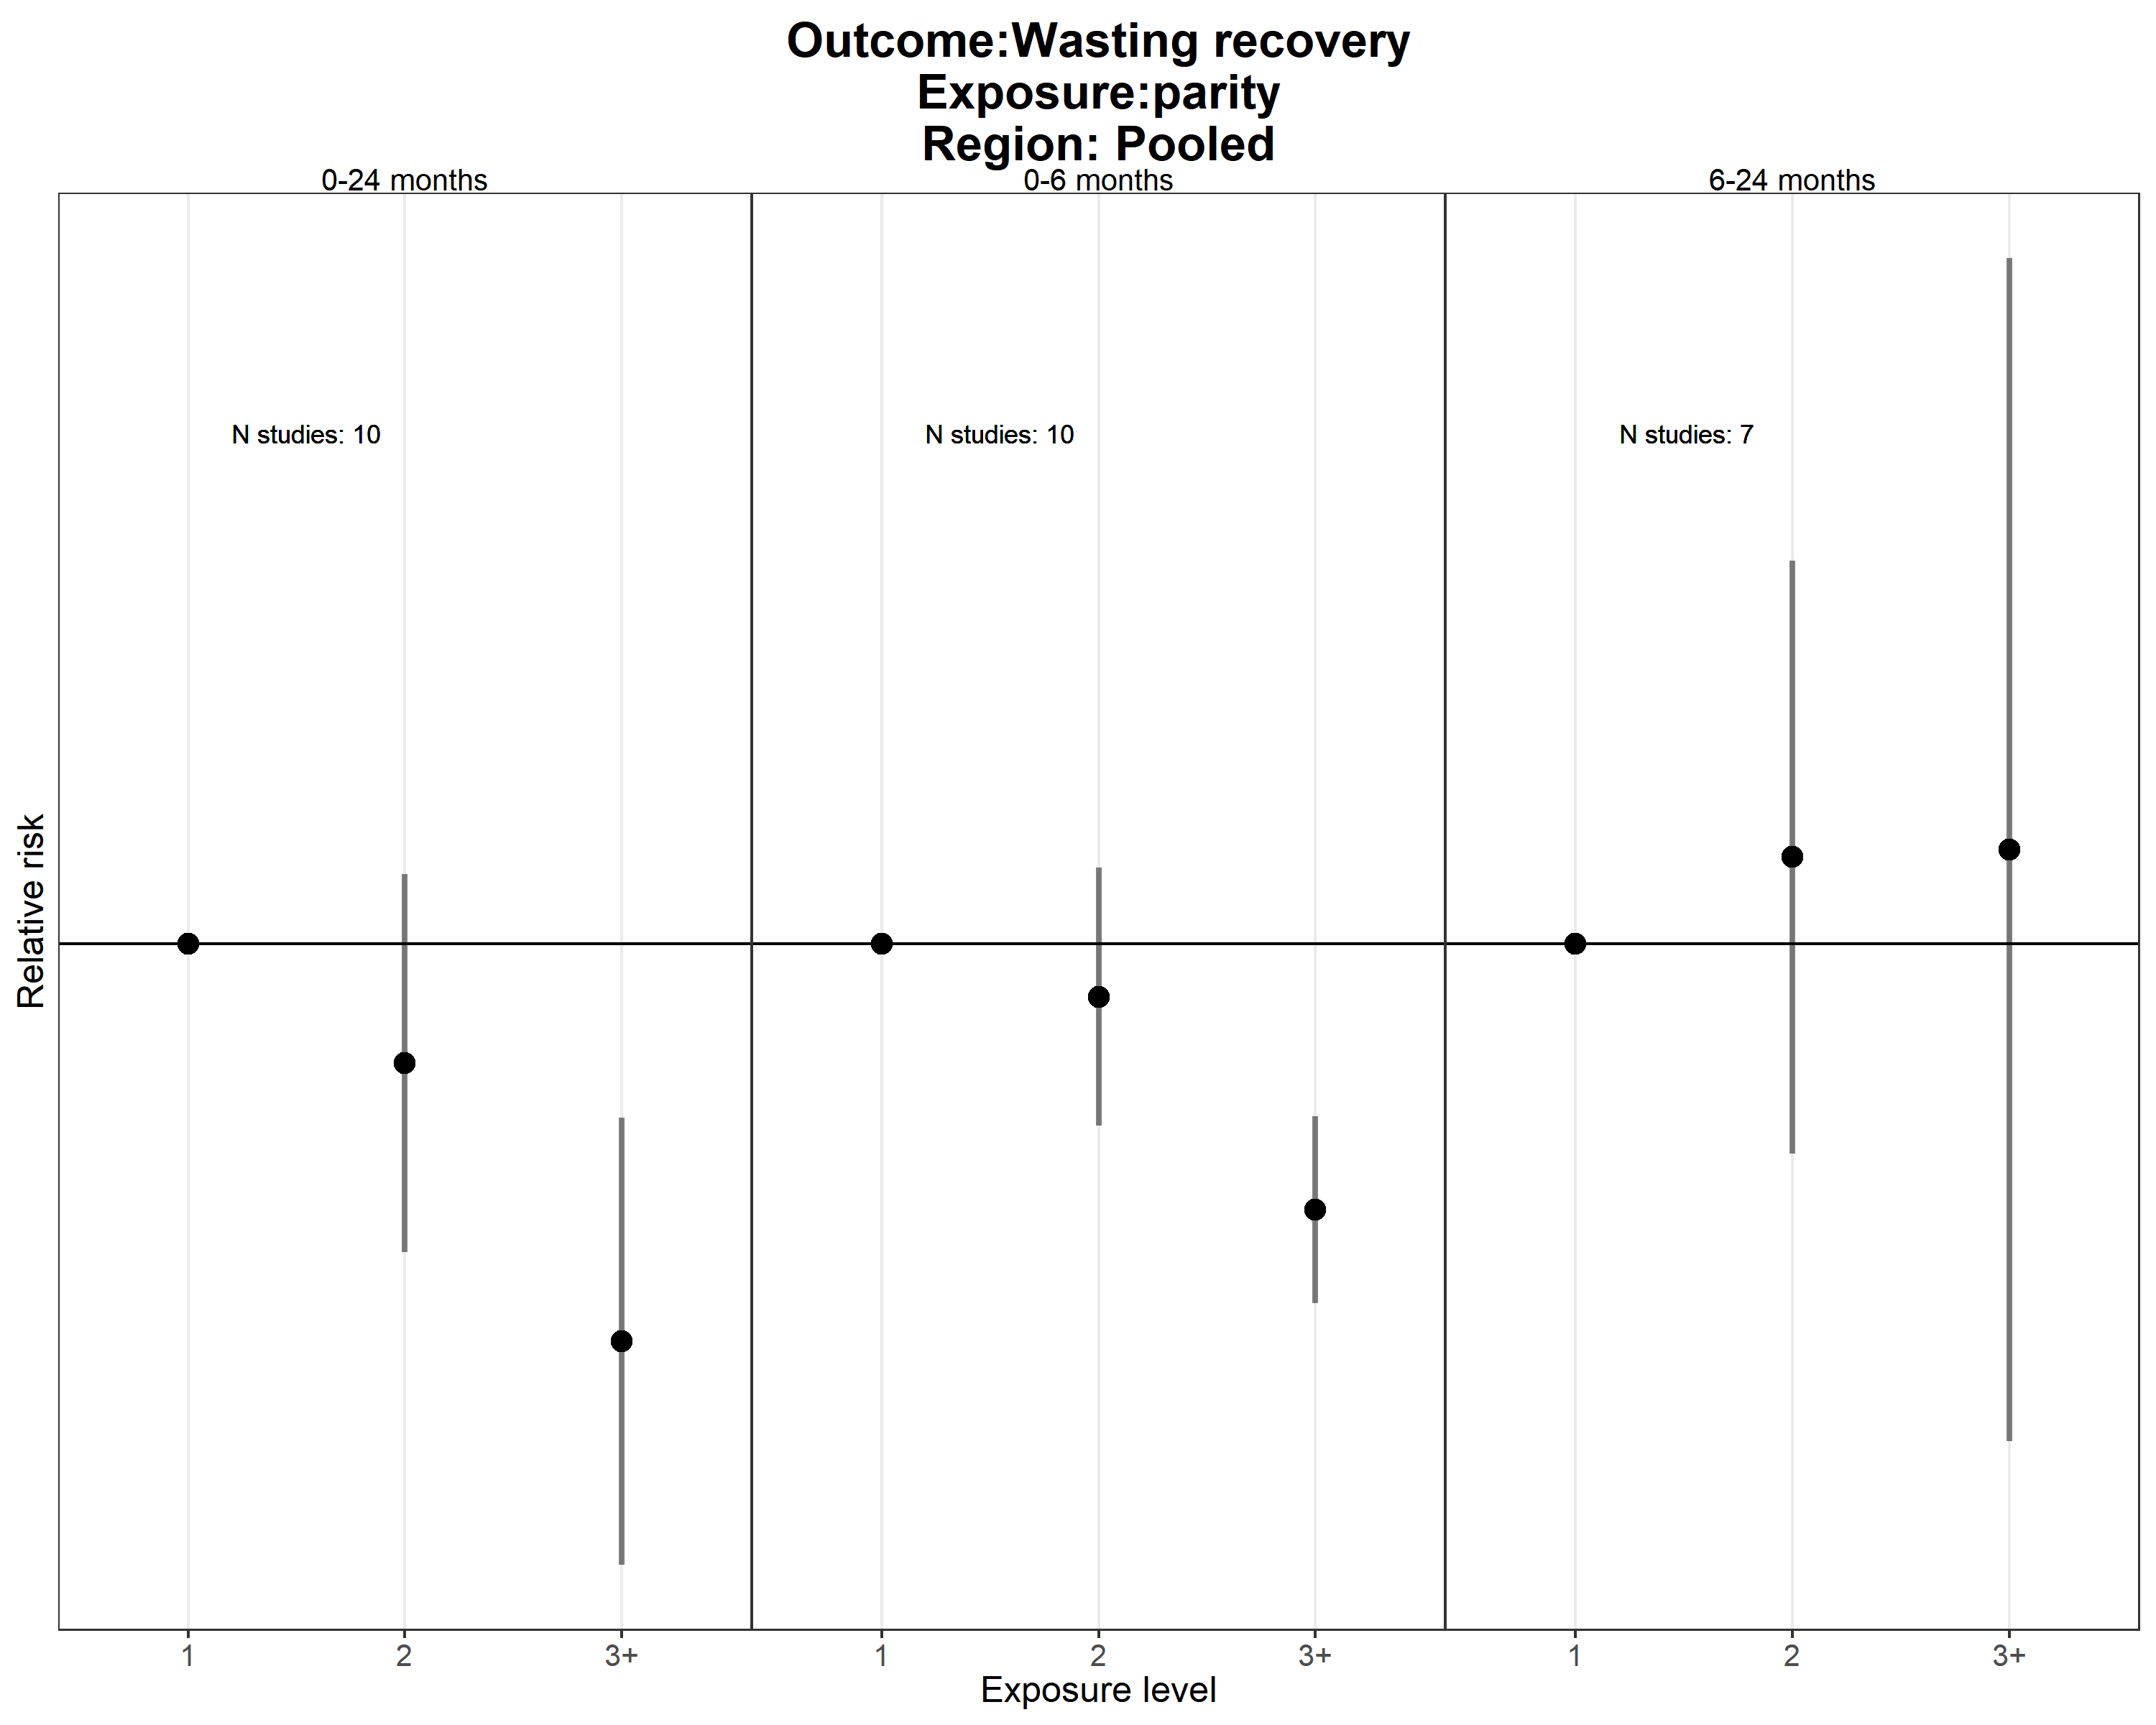 Outcome:Wasting recovery
Exposure:parity
Region: Pooled
0-24 months
0-6 months
6-24 months
N studies: 10
N studies: 10
N studies: 7
Relative risk
1
2
3+
1
2
3+
1
2
3+
Exposure level